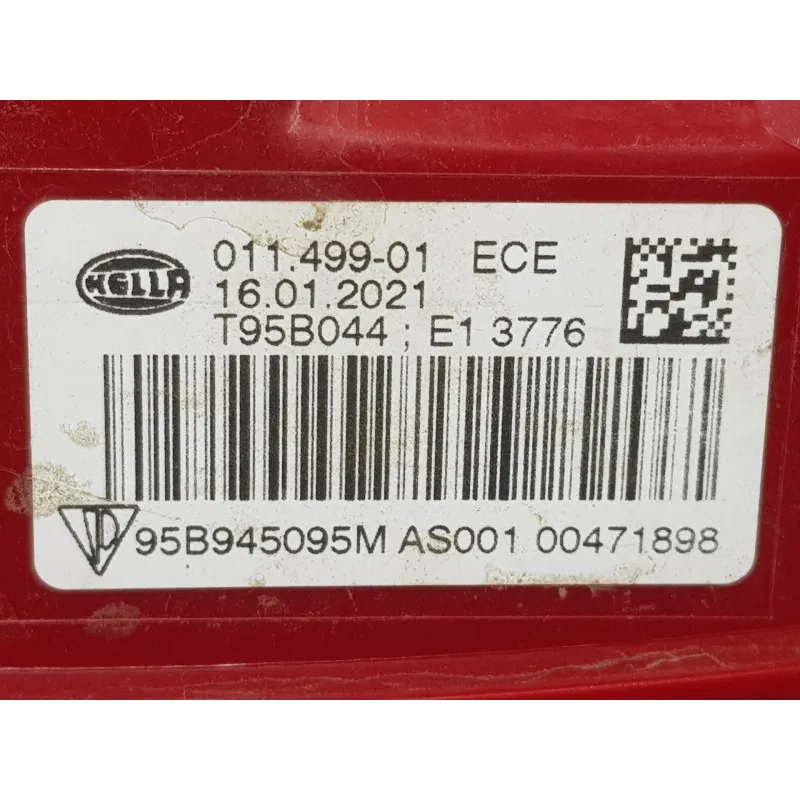 HELLA
011.499-01 ECE
16.01.2021
T95B044 ; E1 3776
95B945095M AS001 00471898